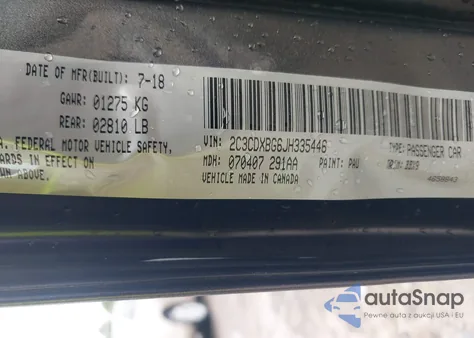 DATE OF MFR(BUILT): 7-18
GAWR: 01275 KG
REAR: 02810 LB
A. FEDERAL MOTOR VEHICLE SAFETY,
ARDS IN EFFECT ON
WN ABOVE.
VIN: 2C3CDXBG6JH335446
TYPE: PASSENGER CAR
MDH: 070407 291AA
PAINT: PAU
VEHICLE MADE IN CANADA
autoSnap
Pewne auta z aukcji USA i EU